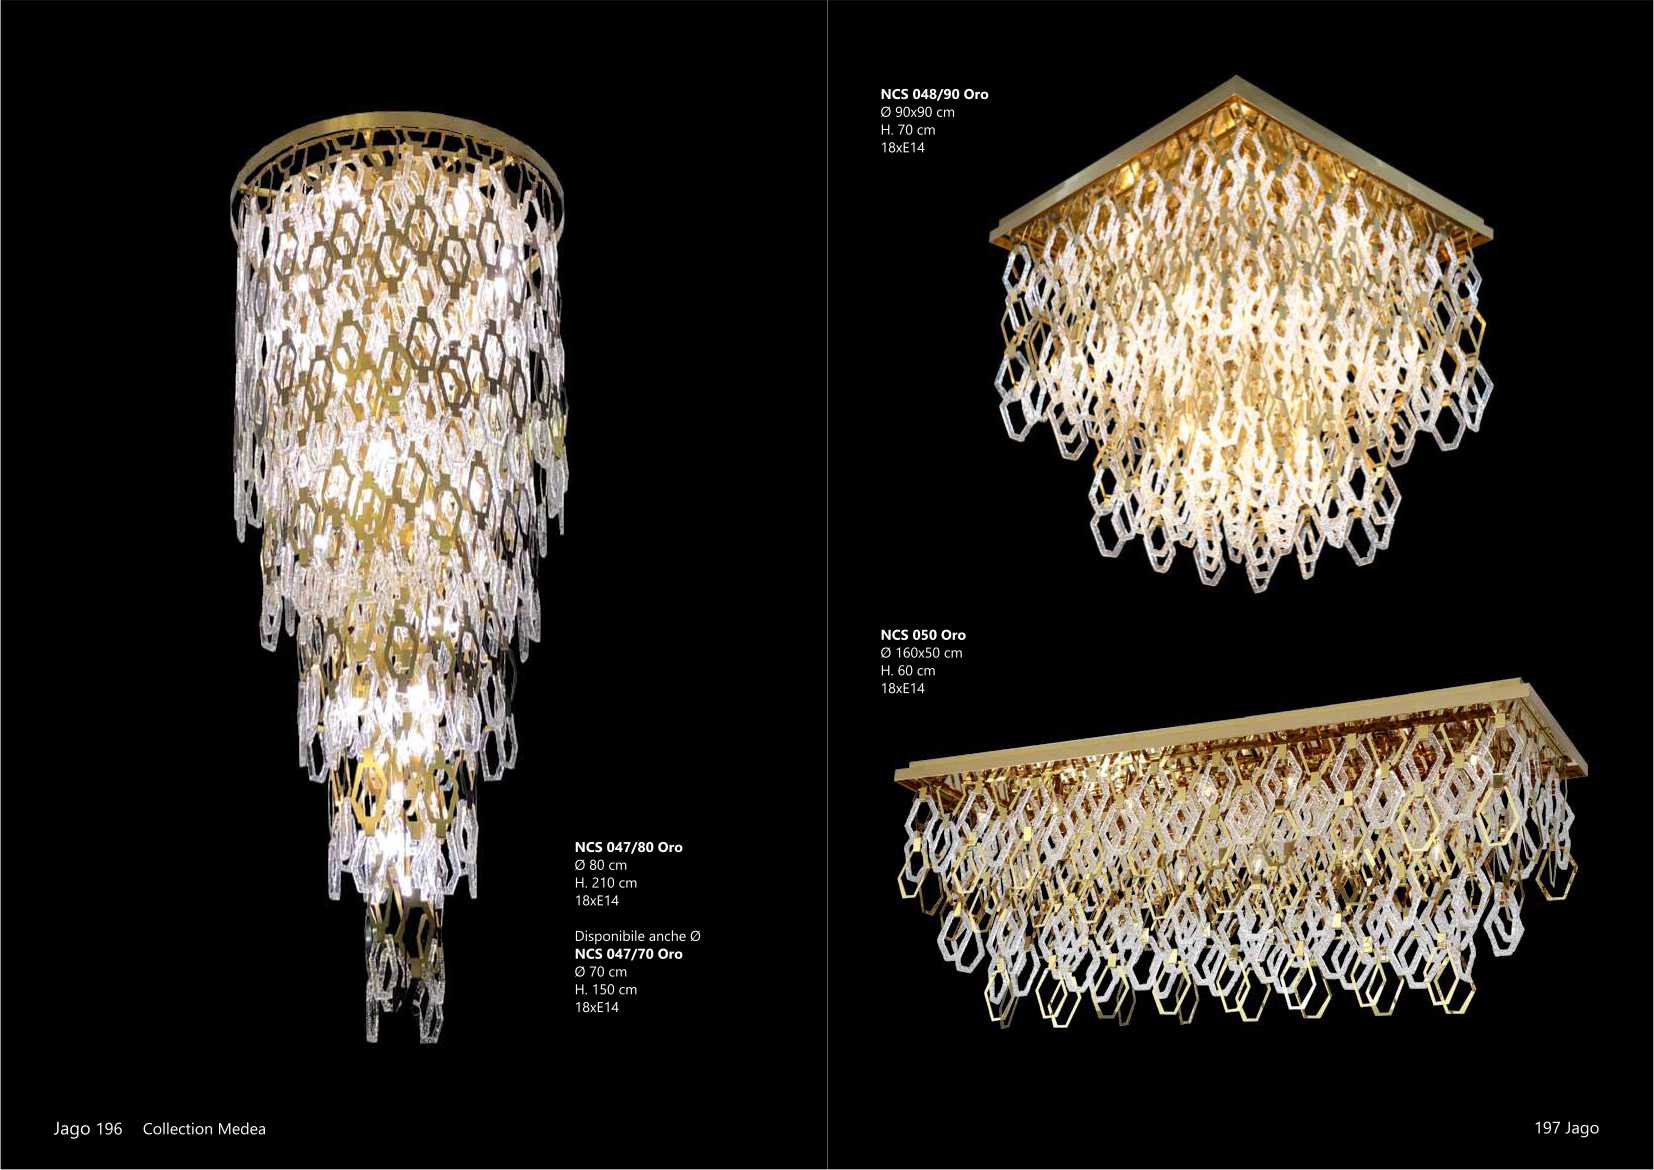 NCS 047/80 Oro
Ø 80 cm
H. 210 cm
18xE14
Disponibile anche Ø
NCS 047/70 Oro
Ø 70 cm
H. 150 cm
18xE14
Jago 196 Collection Medea
NCS 048/90 Oro
Ø 90x90 cm
H. 70 cm
18xE14
NCS 050 Oro
Ø 160x50 cm
H. 60 cm
18xE14
197 Jago